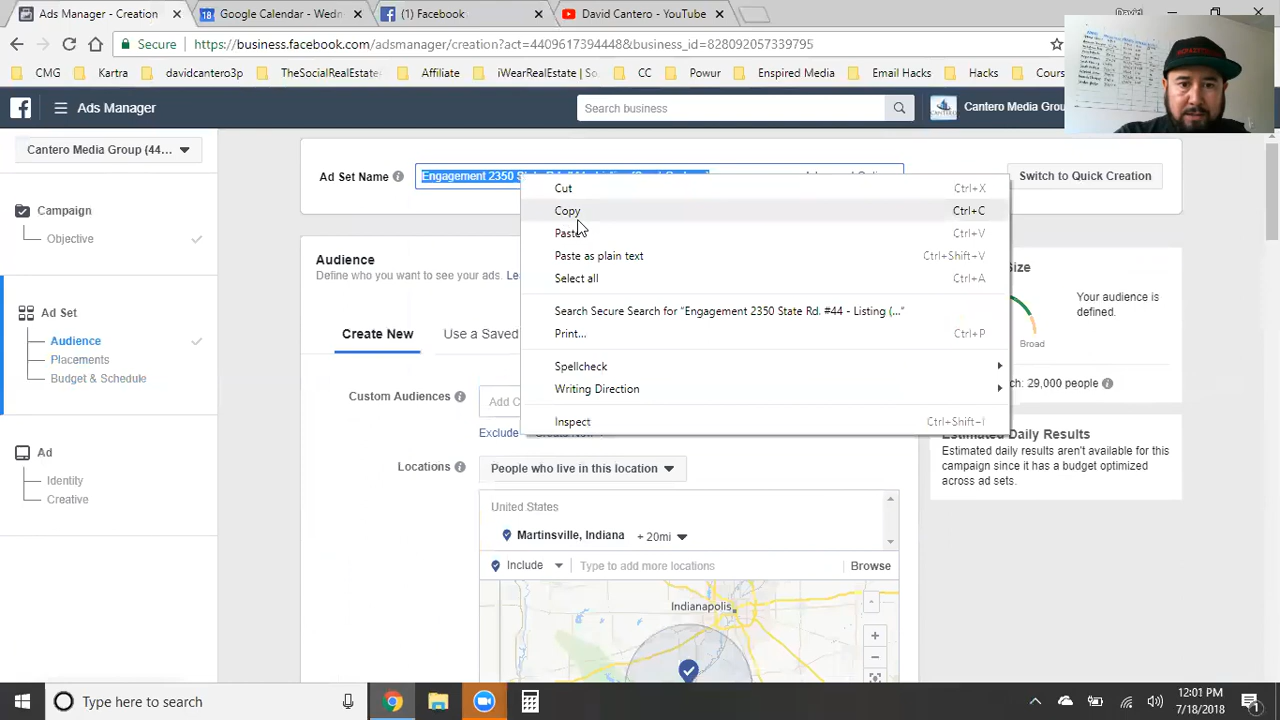 Ads Manager
Google Calendar - Wedn
(1) Facebook
David Cantero - YouTube
David
Secure
https://business.facebook.com/adsmanager/creation?act=4409617394448&business_id=828092057339795
CMG
Kartra
davidcantero3p
TheSocialRealEstate
Affiliate
iWearRealEstate - So
CC
Powur
Enspired Media
Email Hacks
Hacks
Cours
Ads Manager
Search business
Cantero Media Grou
Cantero Media Group (44...
Ad Set Name
Engagement 2350
Switch to Quick Creation
Cut Ctrl+X
Copy Ctrl+C
Paste Ctrl+V
Paste as plain text Ctrl+Shift+V
Select all Ctrl+A
Search Secure Search for “Engagement 2350 State Rd. #44 - Listing (...”
Print... Ctrl+P
Spellcheck
Writing Direction
Inspect Ctrl+Shift+I
Campaign
Objective
Ad Set
Audience
Placements
Budget & Schedule
Ad
Identity
Creative
Audience
Define who you want to see your ads. Le
Create New
Use a Saved
Custom Audiences
Add C
Exclude
Create New
Locations
People who live in this location
United States
Martinsville, Indiana + 20mi
Include
Type to add more locations
Browse
Indianapolis
Size
Your audience is
defined.
Broad
ch: 29,000 people
Estimated Daily Results
Estimated daily results aren't available for this
campaign since it has a budget optimized
across ad sets.
Type here to search
12:01 PM
7/18/2018
1